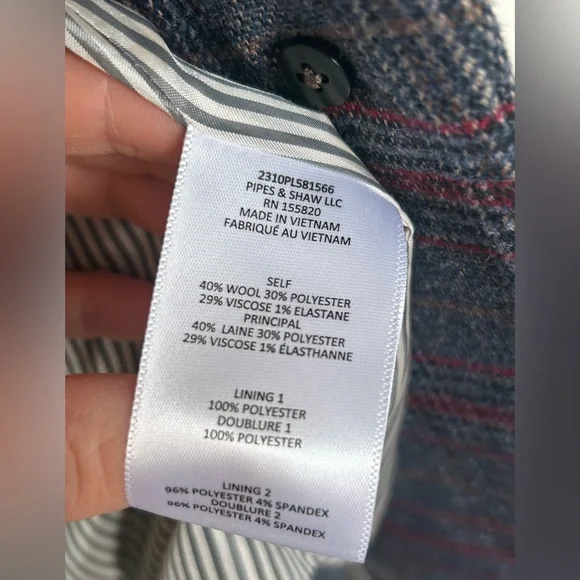 2310PL581566
PIPES & SHAW LLC
RN 155820
MADE IN VIETNAM
FABRIQUÉ AU VIETNAM
SELF
40% WOOL 30% POLYESTER
29% VISCOSE 1% ELASTANE
PRINCIPAL
40% LAINE 30% POLYESTER
29% VISCOSE 1% ÉLASTHANNE
LINING 1
100% POLYESTER
DOUBLURE 1
100% POLYESTER
LINING 2
96% POLYESTER 4% SPANDEX
DOUBLURE 2
96% POLYESTER 4% SPANDEX